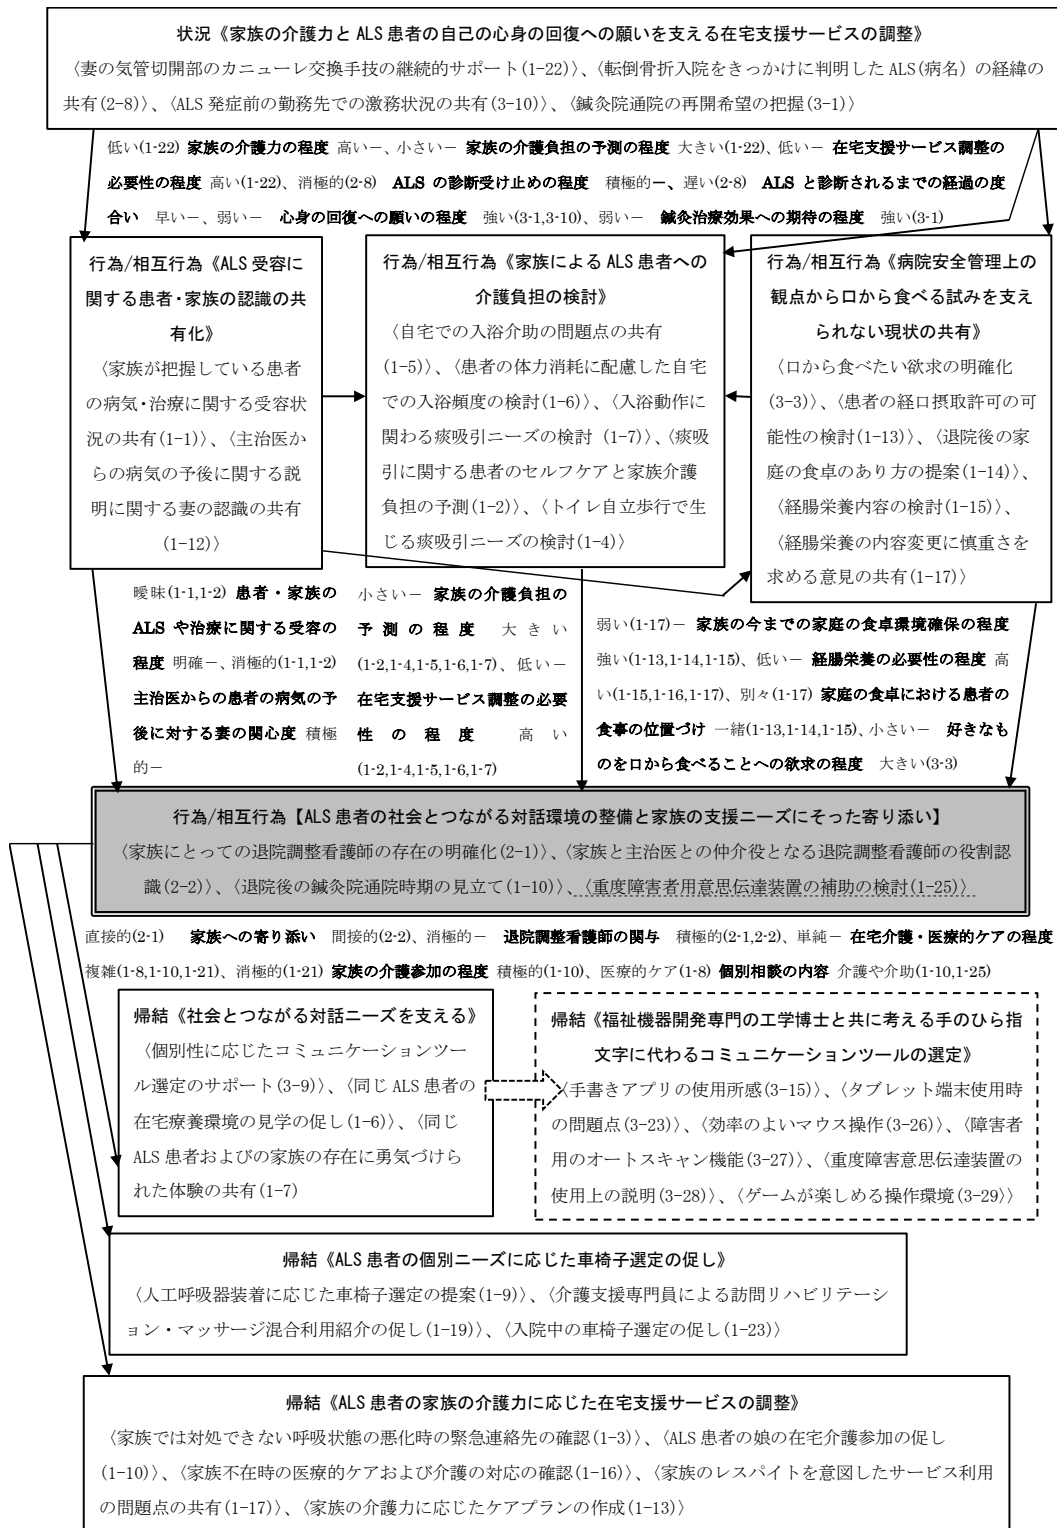 状況《家族の介護力と ALS 患者の自己の心身の回復への願いを支える在宅支援サービスの調整》
〈妻の気管切開部のカニューレ交換手技の継続的サポート(1-22)〉、〈転倒骨折入院をきっかけに判明した ALS(病名) の経緯の
共有(2-8)〉、〈ALS 発症前の勤務先での激務状況の共有(3-10)〉、〈鍼灸院通院の再開希望の把握(3-1)〉
低い(1-22) 家族の介護力の程度 高い－、小さい－ 家族の介護負担の予測の程度 大きい(1-22)、低い－ 在宅支援サービス調整の
必要性の程度 高い(1-22)、消極的(2-8) ALS の診断受け止めの程度 積極的－、遅い(2-8) ALS と診断されるまでの経過の度
合い 早い－、弱い－ 心身の回復への願いの程度 強い(3-1,3-10)、弱い－ 鍼灸治療効果への期待の程度 強い(3-1)
行為/相互行為《ALS 受容に
関する患者・家族の認識の共
有化》
〈家族が把握している患者
の病気・治療に関する受容状
況の共有(1-1)〉、〈主治医か
らの病気の予後に関する説
明に関する妻の認識の共有
(1-12)〉
行為/相互行為《家族による ALS 患者への
介護負担の検討》
〈自宅での入浴介助の問題点の共有
(1-5)〉、〈患者の体力消耗に配慮した自宅
での入浴頻度の検討(1-6)〉、〈入浴動作に
関わる痰吸引ニーズの検討 (1-7)〉、〈痰吸
引に関する患者のセルフケアと家族介護
負担の予測(1-2)〉、〈トイレ自立歩行で生
じる痰吸引ニーズの検討(1-4)〉
行為/相互行為《病院安全管理上の
観点から口から食べる試みを支え
られない現状の共有》
〈口から食べたい欲求の明確化
(3-3)〉、〈患者の経口摂取許可の可
能性の検討(1-13)〉、〈退院後の家
庭の食卓のあり方の提案(1-14)〉、
〈経腸栄養内容の検討(1-15)〉、
〈経腸栄養の内容変更に慎重さを
求める意見の共有(1-17)〉
曖昧(1-1,1-2) 患者・家族の
ALS や治療に関する受容の
程度 明確－、消極的(1-1,1-2)
主治医からの患者の病気の予
後に対する妻の関心度 積極
的－
小さい－ 家族の介護負担の
予測の程度 大きい
(1-2,1-4,1-5,1-6,1-7)、低い－
在宅支援サービス調整の必要
性の程度 高い
(1-2,1-4,1-5,1-6,1-7)
弱い(1-17)－ 家族の今までの家庭の食卓環境確保の程度
強い(1-13,1-14,1-15)、低い－ 経腸栄養の必要性の程度 高
い(1-15,1-16,1-17)、別々(1-17) 家庭の食卓における患者の
食事の位置づけ 一緒(1-13,1-14,1-15)、小さい－ 好きなも
のを口から食べることへの欲求の程度 大きい(3-3)
行為/相互行為【ALS 患者の社会とつながる対話環境の整備と家族の支援ニーズにそった寄り添い】
〈家族にとっての退院調整看護師の存在の明確化(2-1)〉、〈家族と主治医との仲介役となる退院調整看護師の役割認
識(2-2)〉、〈退院後の鍼灸院通院時期の見立て(1-10)〉、〈重度障害者用意思伝達装置の補助の検討(1-25)〉
直接的(2-1) 家族への寄り添い 間接的(2-2)、消極的－ 退院調整看護師の関与 積極的(2-1,2-2)、単純－ 在宅介護・医療的ケアの程度
複雑(1-8,1-10,1-21)、消極的(1-21) 家族の介護参加の程度 積極的(1-10)、医療的ケア(1-8) 個別相談の内容 介護や介助(1-10,1-25)
帰結《社会とつながる対話ニーズを支える》
〈個別性に応じたコミュニケーションツー
ル選定のサポート(3-9)〉、〈同じ ALS 患者の
在宅療養環境の見学の促し(1-6)〉、〈同じ
ALS 患者およびの家族の存在に勇気づけら
れた体験の共有(1-7)
帰結《福祉機器開発専門の工学博士と共に考える手のひら指
文字に代わるコミュニケーションツールの選定》
〈手書きアプリの使用所感(3-15)〉、〈タブレット端末使用時
の問題点(3-23)〉、〈効率のよいマウス操作(3-26)〉、〈障害者
用のオートスキャン機能(3-27)〉、〈重度障害意思伝達装置の
使用上の説明(3-28)〉、〈ゲームが楽しめる操作環境(3-29)〉
帰結《ALS 患者の個別ニーズに応じた車椅子選定の促し》
〈人工呼吸器装着に応じた車椅子選定の提案(1-9)〉、〈介護支援専門員による訪問リハビリテーシ
ョン・マッサージ混合利用紹介の促し(1-19)〉、〈入院中の車椅子選定の促し(1-23)〉
帰結《ALS 患者の家族の介護力に応じた在宅支援サービスの調整》
〈家族では対処できない呼吸状態の悪化時の緊急連絡先の確認(1-3)〉、〈ALS 患者の娘の在宅介護参加の促し
(1-10)〉、〈家族不在時の医療的ケアおよび介護の対応の確認(1-16)〉、〈家族のレスパイトを意図したサービス利用
の問題点の共有(1-17)〉、〈家族の介護力に応じたケアプランの作成(1-13)〉